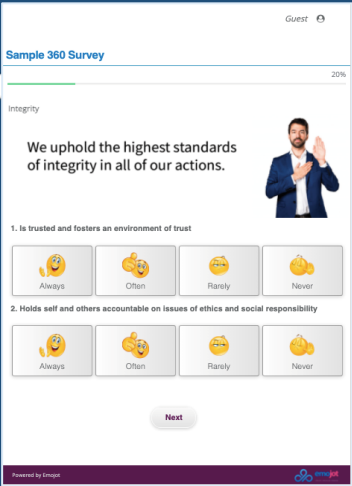 Guest
Sample 360 Survey
20%
Integrity
We uphold the highest standards
of integrity in all of our actions.
1. Is trusted and fosters an environment of trust
Always Often Rarely Never
2. Holds self and others accountable on issues of ethics and social responsibility
Always Often Rarely Never
Next
Powered by Emojot
emojot